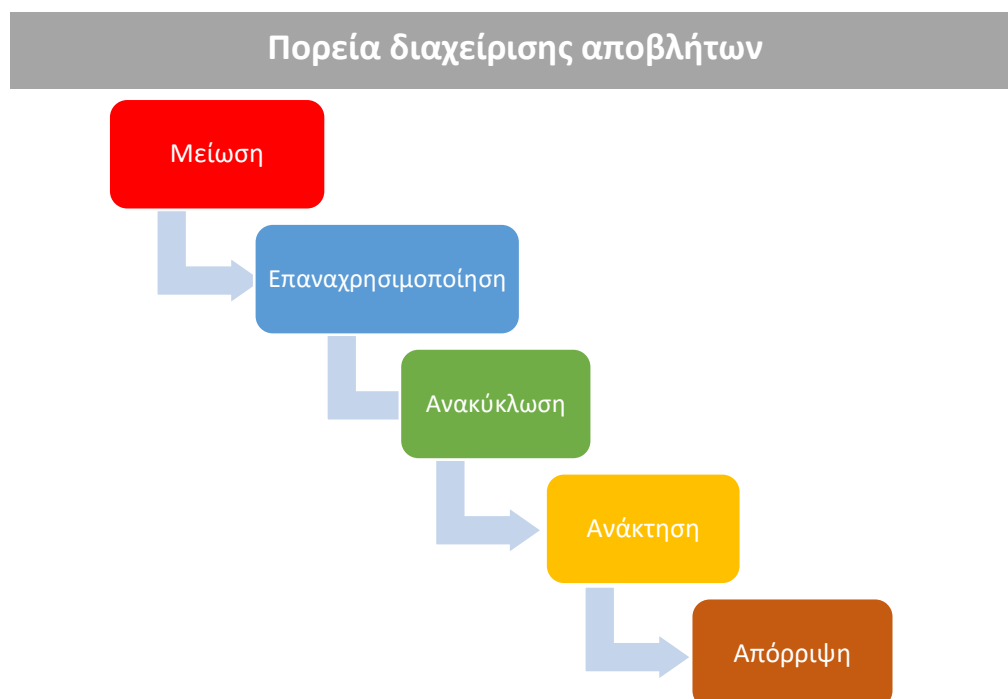 Πορεία διαχείρισης αποβλήτων
Μείωση
Επαναχρησιμοποίηση
Ανακύκλωση
Ανάκτηση
Απόρριψη